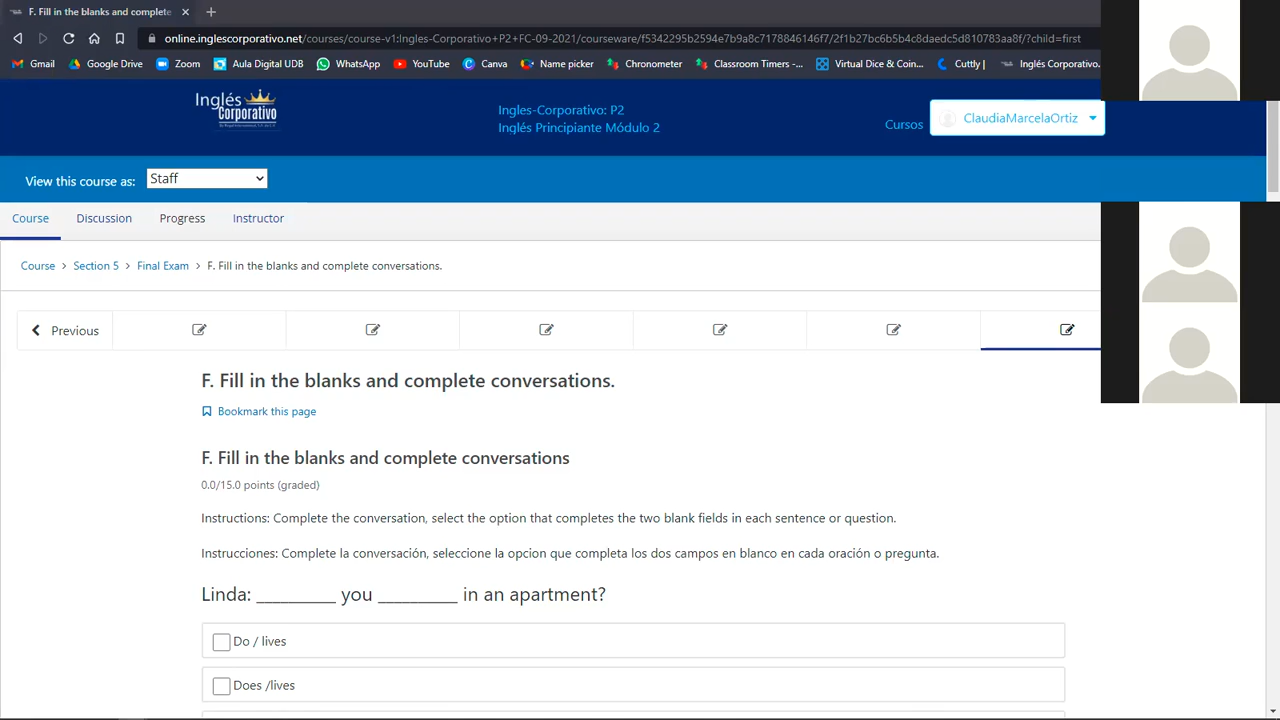 F. Fill in the blanks and complete
online.inglescorporativo.net/courses/course-v1:Ingles-Corporativo+P2+FC-09-2021/courseware/f5342295b2594e7b9a8c7178846146f7/2f1b27bc6b5b4c8daedc5d810783aa8f/?child=first
Gmail Google Drive Zoom Aula Digital UDB WhatsApp YouTube Canva Name picker Chronometer Classroom Timer -... Virtual Dice & Coin... Cuttly | Inglés Corporativo.
Inglés
Corporativo
Ingles-Corporativo: P2
Inglés Principiante Módulo 2
Cursos
ClaudiaMarcelaOrtiz
View this course as: Staff
Course Discussion Progress Instructor
Course > Section 5 > Final Exam > F. Fill in the blanks and complete conversations.
Previous
F. Fill in the blanks and complete conversations.
Bookmark this page
F. Fill in the blanks and complete conversations
0.0/15.0 points (graded)
Instructions: Complete the conversation, select the option that completes the two blank fields in each sentence or question.
Instrucciones: Complete la conversación, seleccione la opcion que completa los dos campos en blanco en cada oración o pregunta.
Linda: _________ you _________ in an apartment?
Do / lives
Does /lives